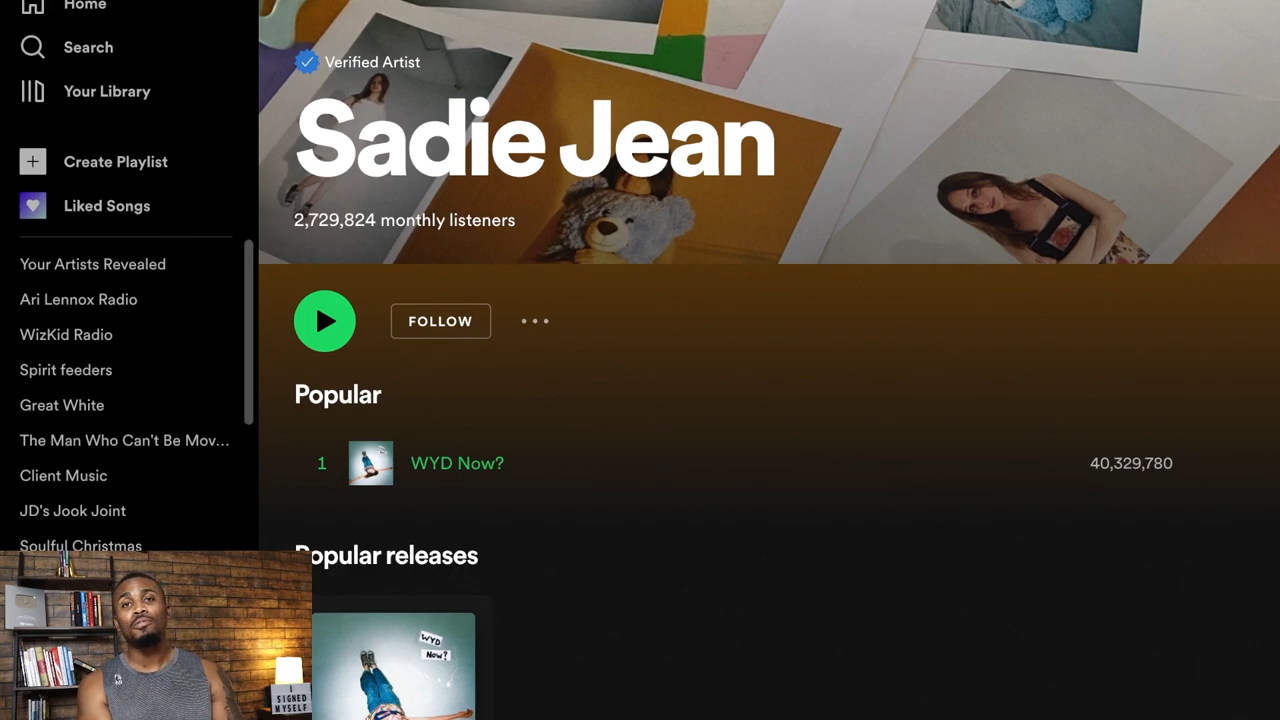 Home
Search
Your Library
Create Playlist
Liked Songs
Your Artists Revealed
Ari Lennox Radio
WizKid Radio
Spirit feeders
Great White
The Man Who Can't Be Mov...
Client Music
JD's Jook Joint
Soulful Christmas
Verified Artist
Sadie Jean
2,729,824 monthly listeners
FOLLOW
Popular
1 WYD Now? 40,329,780
Popular releases
WYD
Now?
I
SIGNED
MYSELF